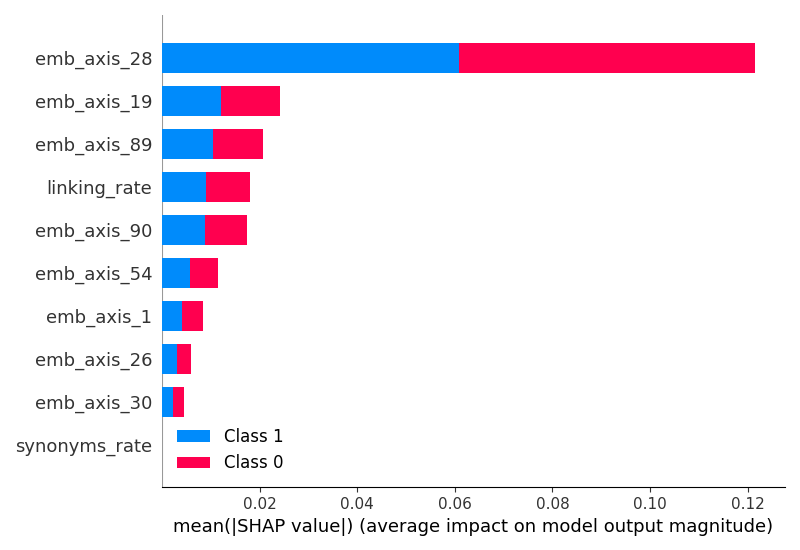 emb_axis_28
emb_axis_19
emb_axis_89
linking_rate
emb_axis_90
emb_axis_54
emb_axis_1
emb_axis_26
emb_axis_30
synonyms_rate
Class 1
Class 0
0.02 0.04 0.06 0.08 0.10 0.12
mean(|SHAP value|) (average impact on model output magnitude)